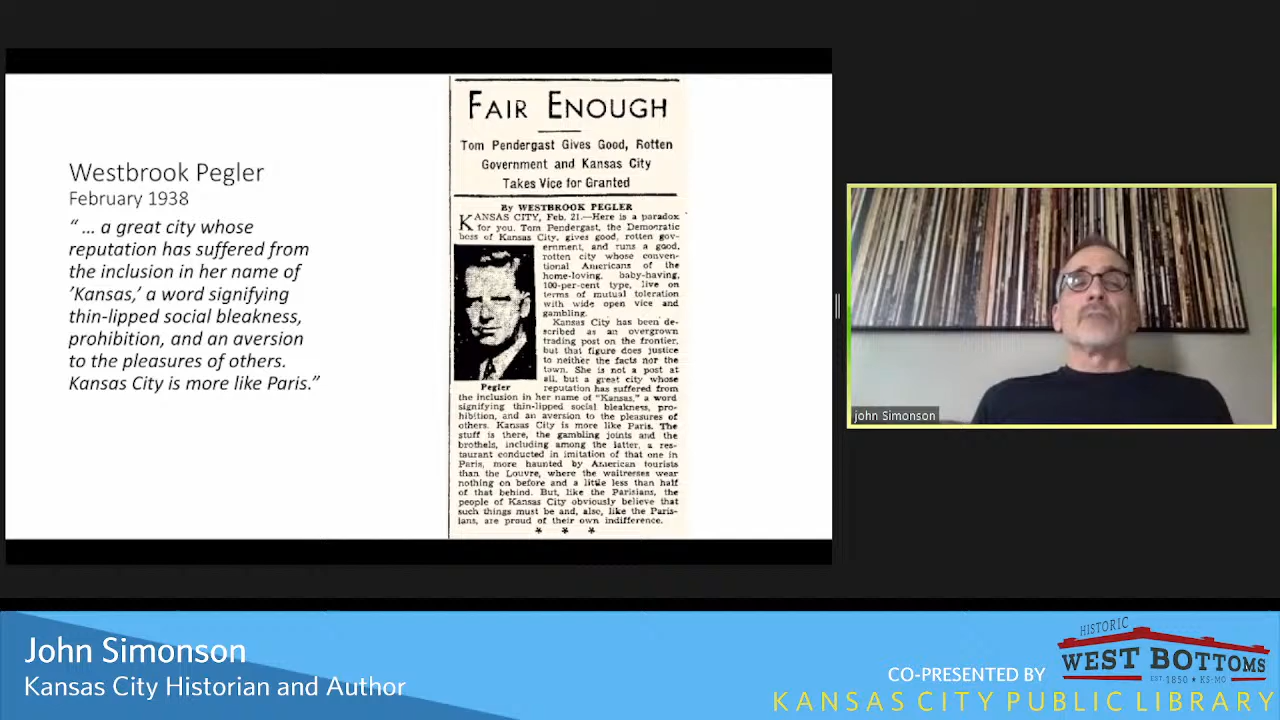 Westbrook Pegler
February 1938
“ … a great city whose
reputation has suffered from
the inclusion in her name of
’Kansas,’ a word signifying
thin-lipped social bleakness,
prohibition, and an aversion
to the pleasures of others.
Kansas City is more like Paris.”
FAIR ENOUGH
Tom Pendergast Gives Good, Rotten
Government and Kansas City
Takes Vice for Granted
By WESTBROOK PEGLER
KANSAS CITY, Feb. 21.—Here is a paradox
for you. Tom Pendergast, the Democratic
boss of Kansas City, gives good, rotten gov-
ernment, and runs a good,
rotten city whose conven-
tional Americans of the
home-loving, baby-having,
100-per-cent type, live on
terms of mutual toleration
with wide open vice and
gambling.
Kansas City has been de-
scribed as an overgrown
trading post on the frontier,
but that figure does justice
to neither the facts nor the
town. She is not a post at
all, but a great city whose
reputation has suffered from
Pegler
the inclusion in her name of "Kansas," a word
signifying thin-lipped social bleakness, pro-
hibition, and an aversion to the pleasures of
others. Kansas City is more like Paris. The
stuff is there, the gambling joints and the
brothels, including among the latter, a res-
taurant conducted in imitation of that one in
Paris, more haunted by American tourists
than the Louvre, where the waitresses wear
nothing on before and a little less than half
of that behind. But, like the Parisians, the
people of Kansas City obviously believe that
such things must be and, also, like the Paris-
ians, are proud of their own indifference.
* * *
john Simonson
John Simonson
Kansas City Historian and Author
CO-PRESENTED BY
HISTORIC
WEST BOTTOMS
EST 1850 ★ KS-MO
KANSAS CITY PUBLIC LIBRARY